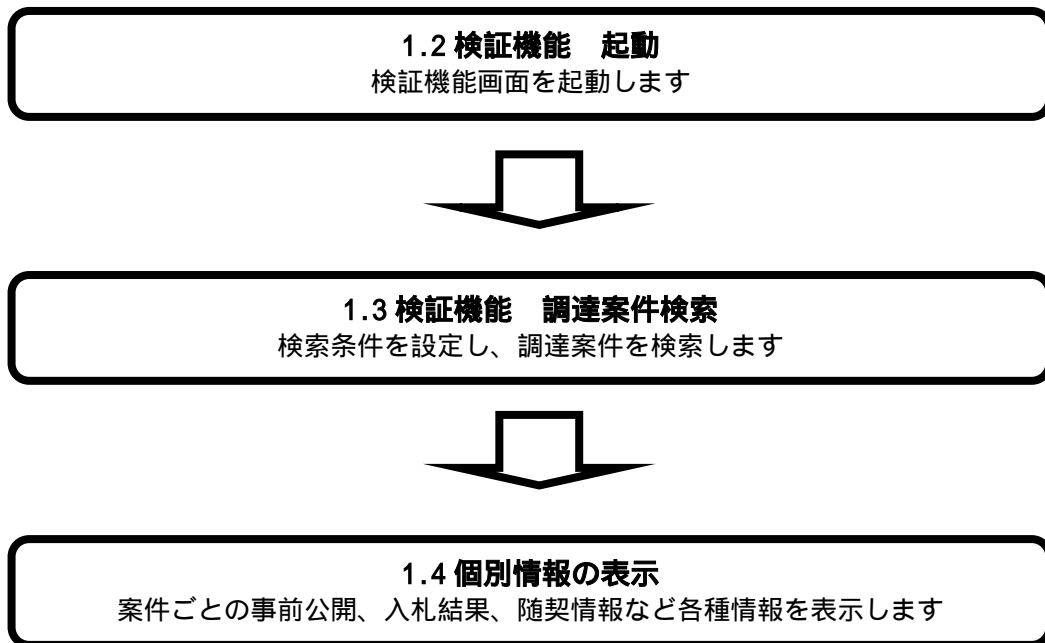 1.2 検証機能　起動
検証機能画面を起動します
1.3 検証機能　調達案件検索
検索条件を設定し、調達案件を検索します
1.4 個別情報の表示
案件ごとの事前公開、入札結果、随契情報など各種情報を表示します